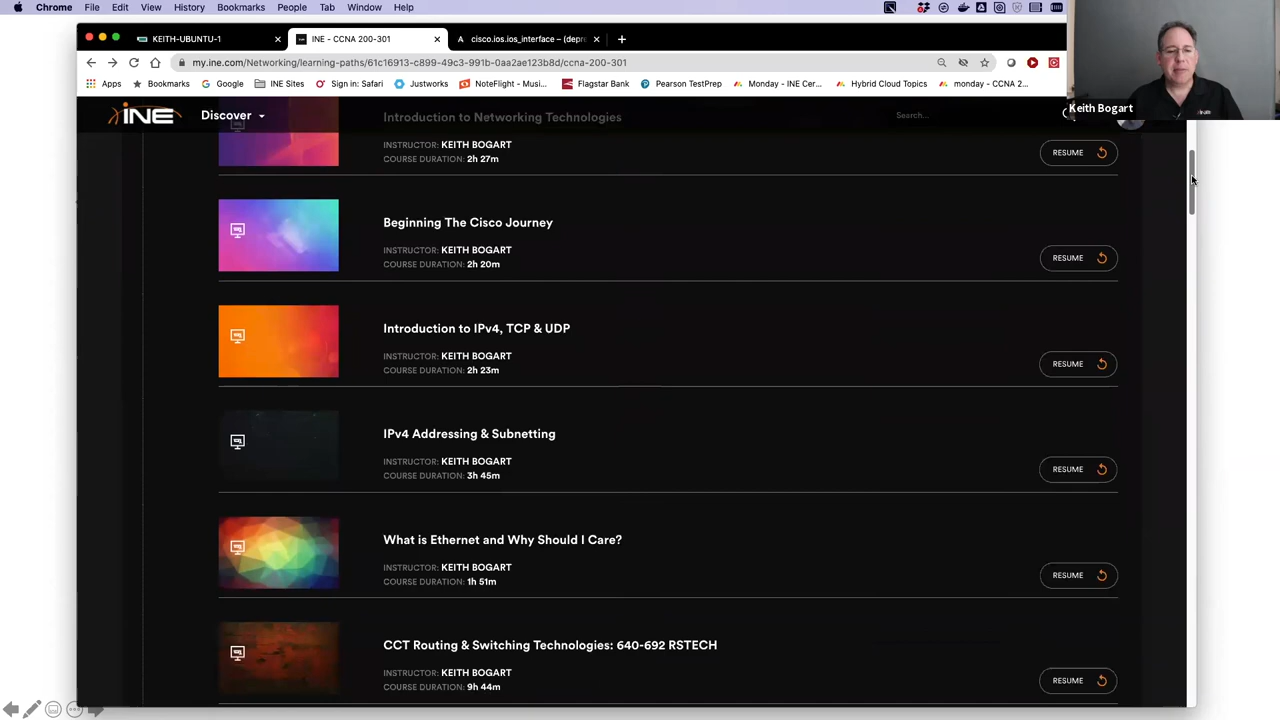 Chrome File Edit View History Bookmarks People Tab Window Help
KEITH-UBUNTU-1
INE - CCNA 200-301
cisco.ios.ios_interface – (depr
my.ine.com/Networking/learning-paths/61c16913-c899-49c3-991b-0aa2ae123b8d/ccna-200-301
Apps Bookmarks Google INE Sites Sign in: Safari Justworks NoteFlight - Musi... Flagstar Bank Pearson TestPrep Monday - INE Cer... Hybrid Cloud Topics monday – CCNA 2...
Keith Bogart
INE Discover
Search...
Introduction to Networking Technologies
INSTRUCTOR: KEITH BOGART
COURSE DURATION: 2h 27m
RESUME
Beginning The Cisco Journey
INSTRUCTOR: KEITH BOGART
COURSE DURATION: 2h 20m
RESUME
Introduction to IPv4, TCP & UDP
INSTRUCTOR: KEITH BOGART
COURSE DURATION: 2h 23m
RESUME
IPv4 Addressing & Subnetting
INSTRUCTOR: KEITH BOGART
COURSE DURATION: 3h 45m
RESUME
What is Ethernet and Why Should I Care?
INSTRUCTOR: KEITH BOGART
COURSE DURATION: 1h 51m
RESUME
CCT Routing & Switching Technologies: 640-692 RSTECH
INSTRUCTOR: KEITH BOGART
COURSE DURATION: 9h 44m
RESUME